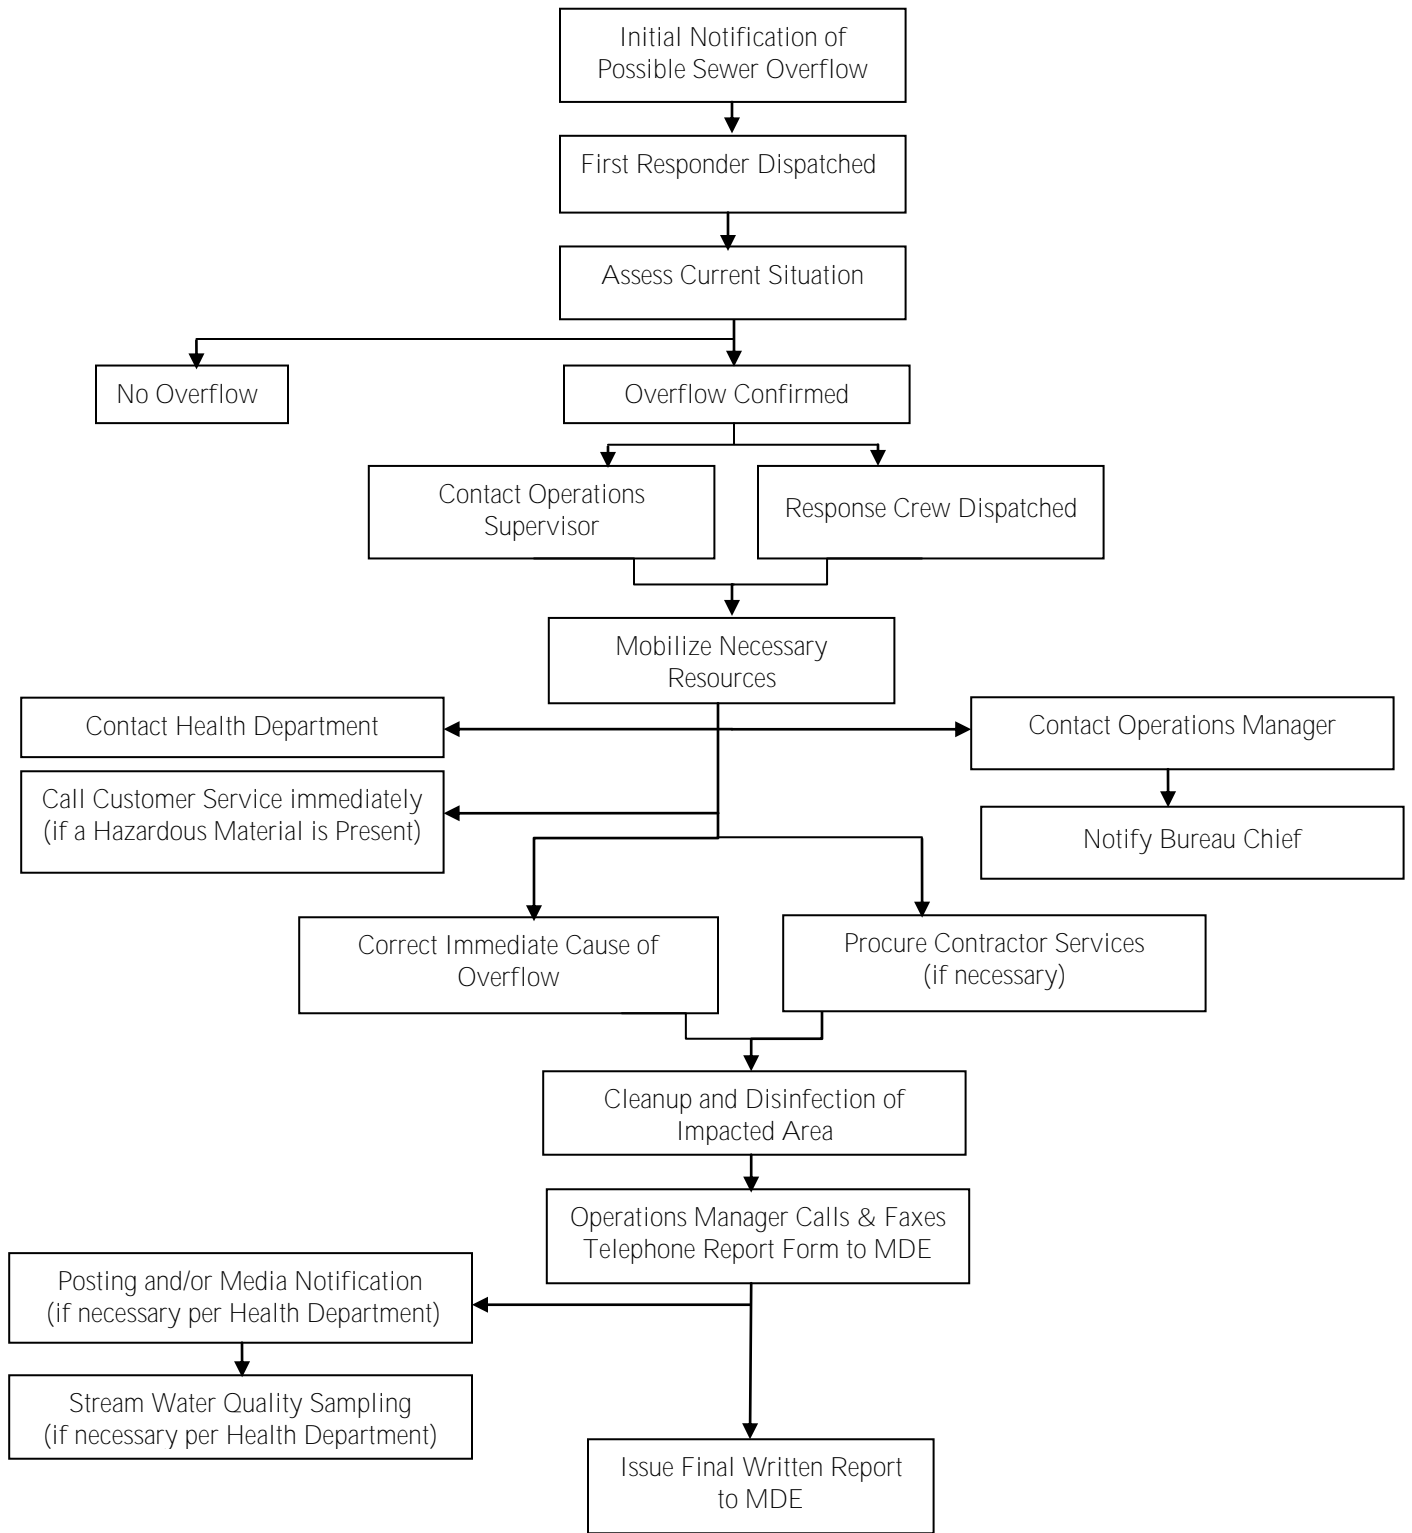 Initial Notification of
Possible Sewer Overflow
First Responder Dispatched
Assess Current Situation
No Overflow
Overflow Confirmed
Contact Operations
Supervisor
Response Crew Dispatched
Mobilize Necessary
Resources
Contact Health Department
Contact Operations Manager
Call Customer Service immediately
(if a Hazardous Material is Present)
Notify Bureau Chief
Correct Immediate Cause of
Overflow
Procure Contractor Services
(if necessary)
Cleanup and Disinfection of
Impacted Area
Operations Manager Calls & Faxes
Telephone Report Form to MDE
Posting and/or Media Notification
(if necessary per Health Department)
Stream Water Quality Sampling
(if necessary per Health Department)
Issue Final Written Report
to MDE